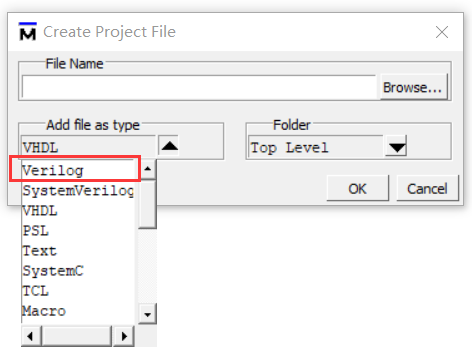 Create Project File
File Name
Browse...
Add file as type
Folder
VHDL
Top Level
Verilog
SystemVerilog
VHDL
PSL
Text
SystemC
TCL
Macro
OK
Cancel